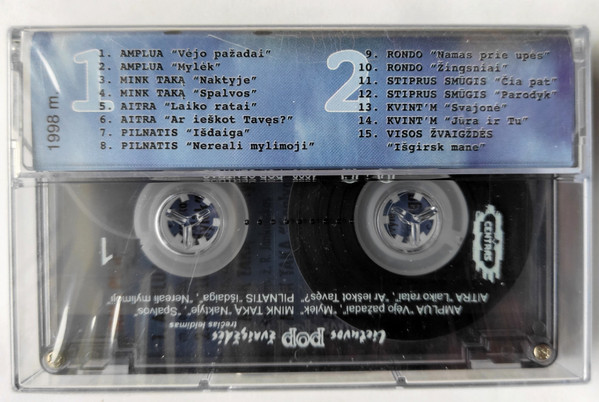 1998 m.
1
1. AMPLUA "Vėjo pažadai"
2. AMPLUA "Mylėk"
3. MINK TAKĄ "Naktyje"
4. MINK TAKĄ "Spalvos"
5. AITRA "Laiko ratai"
6. AITRA "Ar ieškot Tavęs?"
7. PILNATIS "Išdaiga"
8. PILNATIS "Nereali mylimoji"
2
9. RONDO "Namas prie upės"
10. RONDO "Žingsniai"
11. STIPRUS SMŪGIS "Čia pat"
12. STIPRUS SMŪGIS "Parodyk"
13. KVINT'M "Svajonė"
14. KVINT'M "Jūra ir Tu"
15. VISOS ŽVAIGŽDĖS
"Išgirsk mane"
Lietuvos pop žvaigždės
trečias leidimas
AMPLUA "Vėjo pažadai", "Mylėk", MINK TAKĄ "Naktyje", "Spalvos",
AITRA "Laiko ratai", "Ar ieškot Tavęs?", PILNATIS "Išdaiga", "Nereali mylimoji"
1
CENTRAS